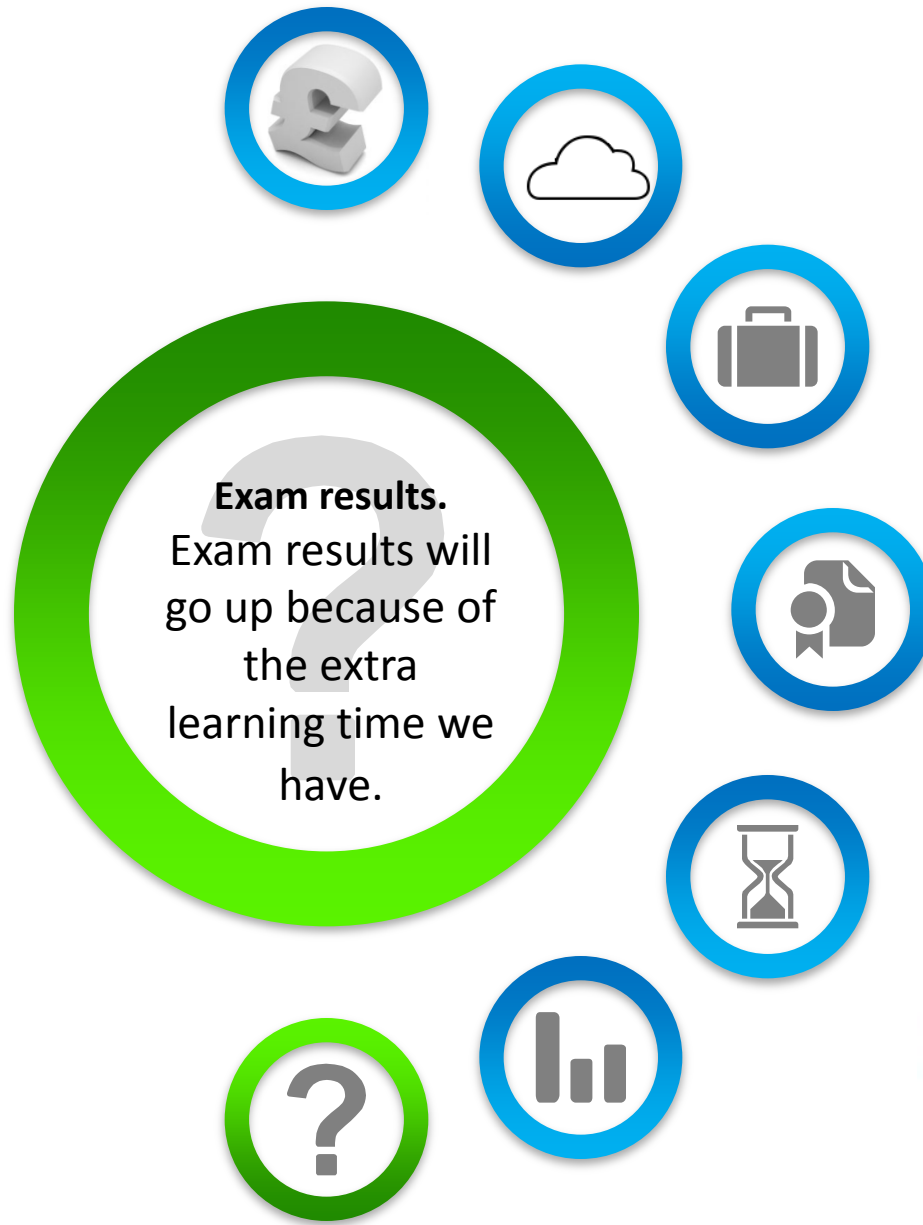 Exam results.
Exam results will
go up because of
the extra
learning time we
have.